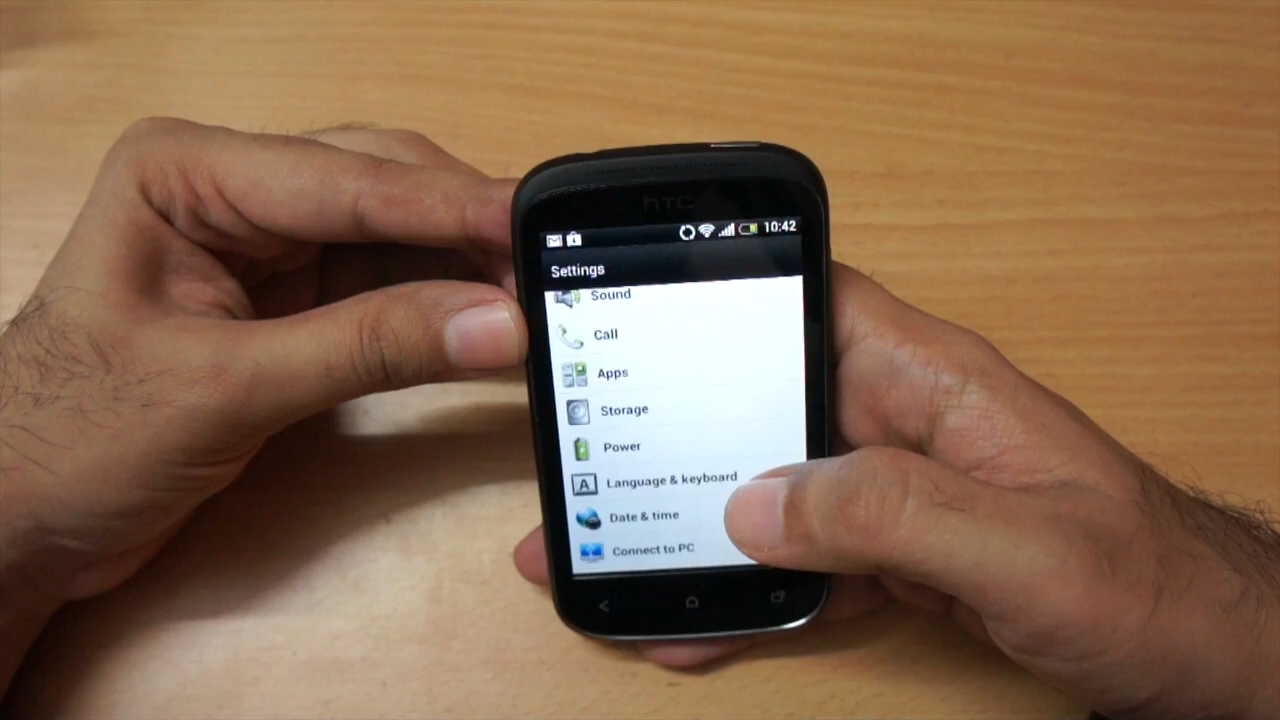 hTC
10:42
Settings
Sound
Call
Apps
Storage
Power
A Language & keyboard
Date & time
Connect to PC